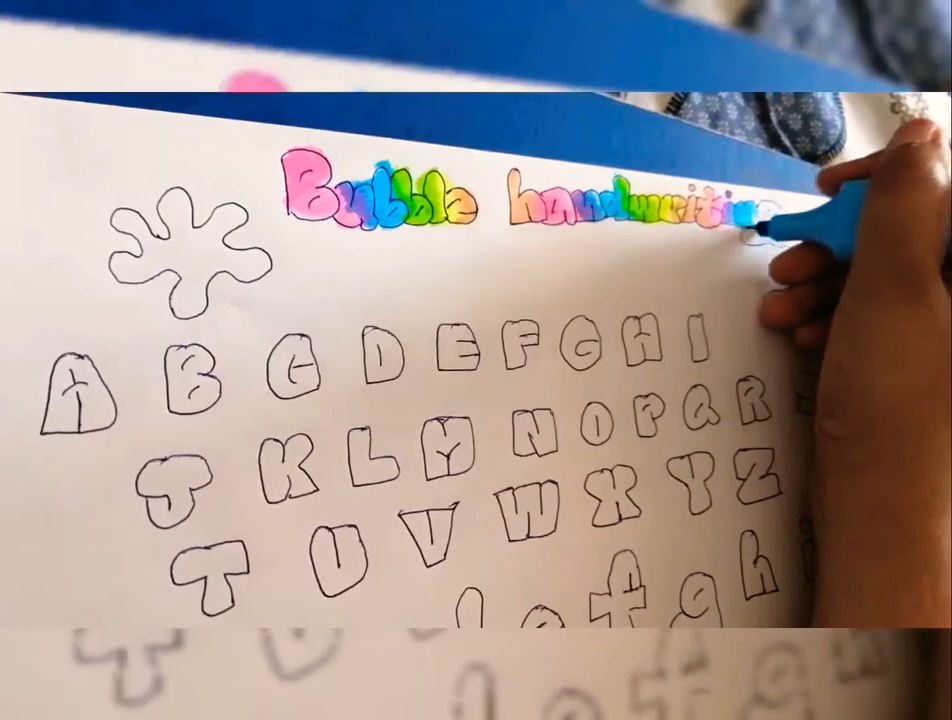 Bubble handwriting
A B C D E F G H I
J K L M N O P Q R
T U V W X Y Z
d e f g h